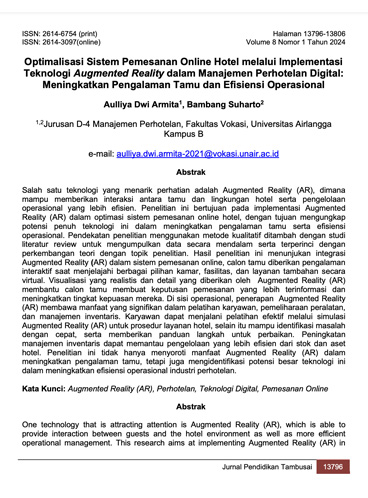 ISSN: 2614-6754 (print)
ISSN: 2614-3097(online)
Halaman 13796-13806
Volume 8 Nomor 1 Tahun 2024
Optimalisasi Sistem Pemesanan Online Hotel melalui Implementasi
Teknologi Augmented Reality dalam Manajemen Perhotelan Digital:
Meningkatkan Pengalaman Tamu dan Efisiensi Operasional
Aulliya Dwi Armita1, Bambang Suharto2
1,2Jurusan D-4 Manajemen Perhotelan, Fakultas Vokasi, Universitas Airlangga
Kampus B
e-mail: aulliya.dwi.armita-2021@vokasi.unair.ac.id
Abstrak
Salah satu teknologi yang menarik perhatian adalah Augmented Reality (AR), dimana
mampu memberikan interaksi antara tamu dan lingkungan hotel serta pengelolaan
operasional yang lebih efisien. Penelitian ini bertujuan pada implementasi Augmented
Reality (AR) dalam optimasi sistem pemesanan online hotel, dengan tujuan mengungkap
potensi penuh teknologi ini dalam meningkatkan pengalaman tamu serta efisiensi
operasional. Pendekatan penelitian menggunakan metode kualitatif ditambah dengan studi
literatur review untuk mengumpulkan data secara mendalam serta terperinci dengan
perkembangan teori dengan topik penelitian. Hasil penelitian ini menunjukan integrasi
Augmented Reality (AR) dalam sistem pemesanan online, calon tamu diberikan pengalaman
interaktif saat menjelajahi berbagai pilihan kamar, fasilitas, dan layanan tambahan secara
virtual. Visualisasi yang realistis dan detail yang diberikan oleh Augmented Reality (AR)
membantu calon tamu membuat keputusan pemesanan yang lebih terinformasi dan
meningkatkan tingkat kepuasan mereka. Di sisi operasional, penerapan Augmented Reality
(AR) membawa manfaat yang signifikan dalam pelatihan karyawan, pemeliharaan peralatan,
dan manajemen inventaris. Karyawan dapat menjalani pelatihan efektif melalui simulasi
Augmented Reality (AR) untuk prosedur layanan hotel, selain itu mampu identifikasi masalah
dengan cepat, serta memberikan panduan langkah untuk perbaikan. Peningkatan
manajemen inventaris dapat memantau pengelolaan yang lebih efisien dari stok dan aset
hotel. Penelitian ini tidak hanya menyoroti manfaat Augmented Reality (AR) dalam
meningkatkan pengalaman tamu, tetapi juga mengidentifikasi potensi besar teknologi ini
dalam meningkatkan efisiensi operasional industri perhotelan.
Kata Kunci: Augmented Reality (AR), Perhotelan, Teknologi Digital, Pemesanan Online
Abstrak
One technology that is attracting attention is Augmented Reality (AR), which is able to
provide interaction between guests and the hotel environment as well as more efficient
operational management. This research aims at implementing Augmented Reality (AR) in
Jurnal Pendidikan Tambusai 13796